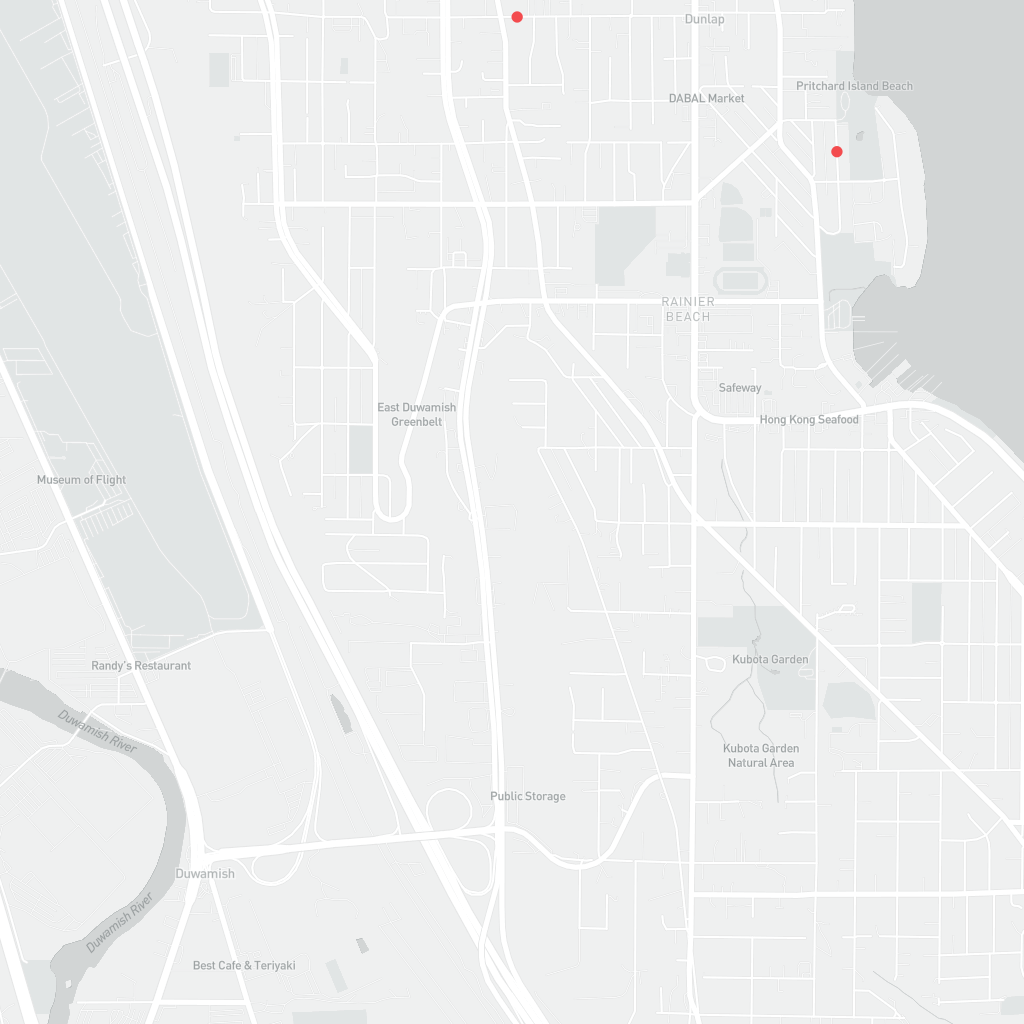 Dunlap
Pritchard Island Beach
DABAL Market
RAINIER
BEACH
Safeway
East Duwamish
Greenbelt
Hong Kong Seafood
Museum of Flight
Kubota Garden
Randy's Restaurant
Duwamish River
Kubota Garden
Natural Area
Public Storage
Duwamish
Duwamish River
Best Cafe & Teriyaki